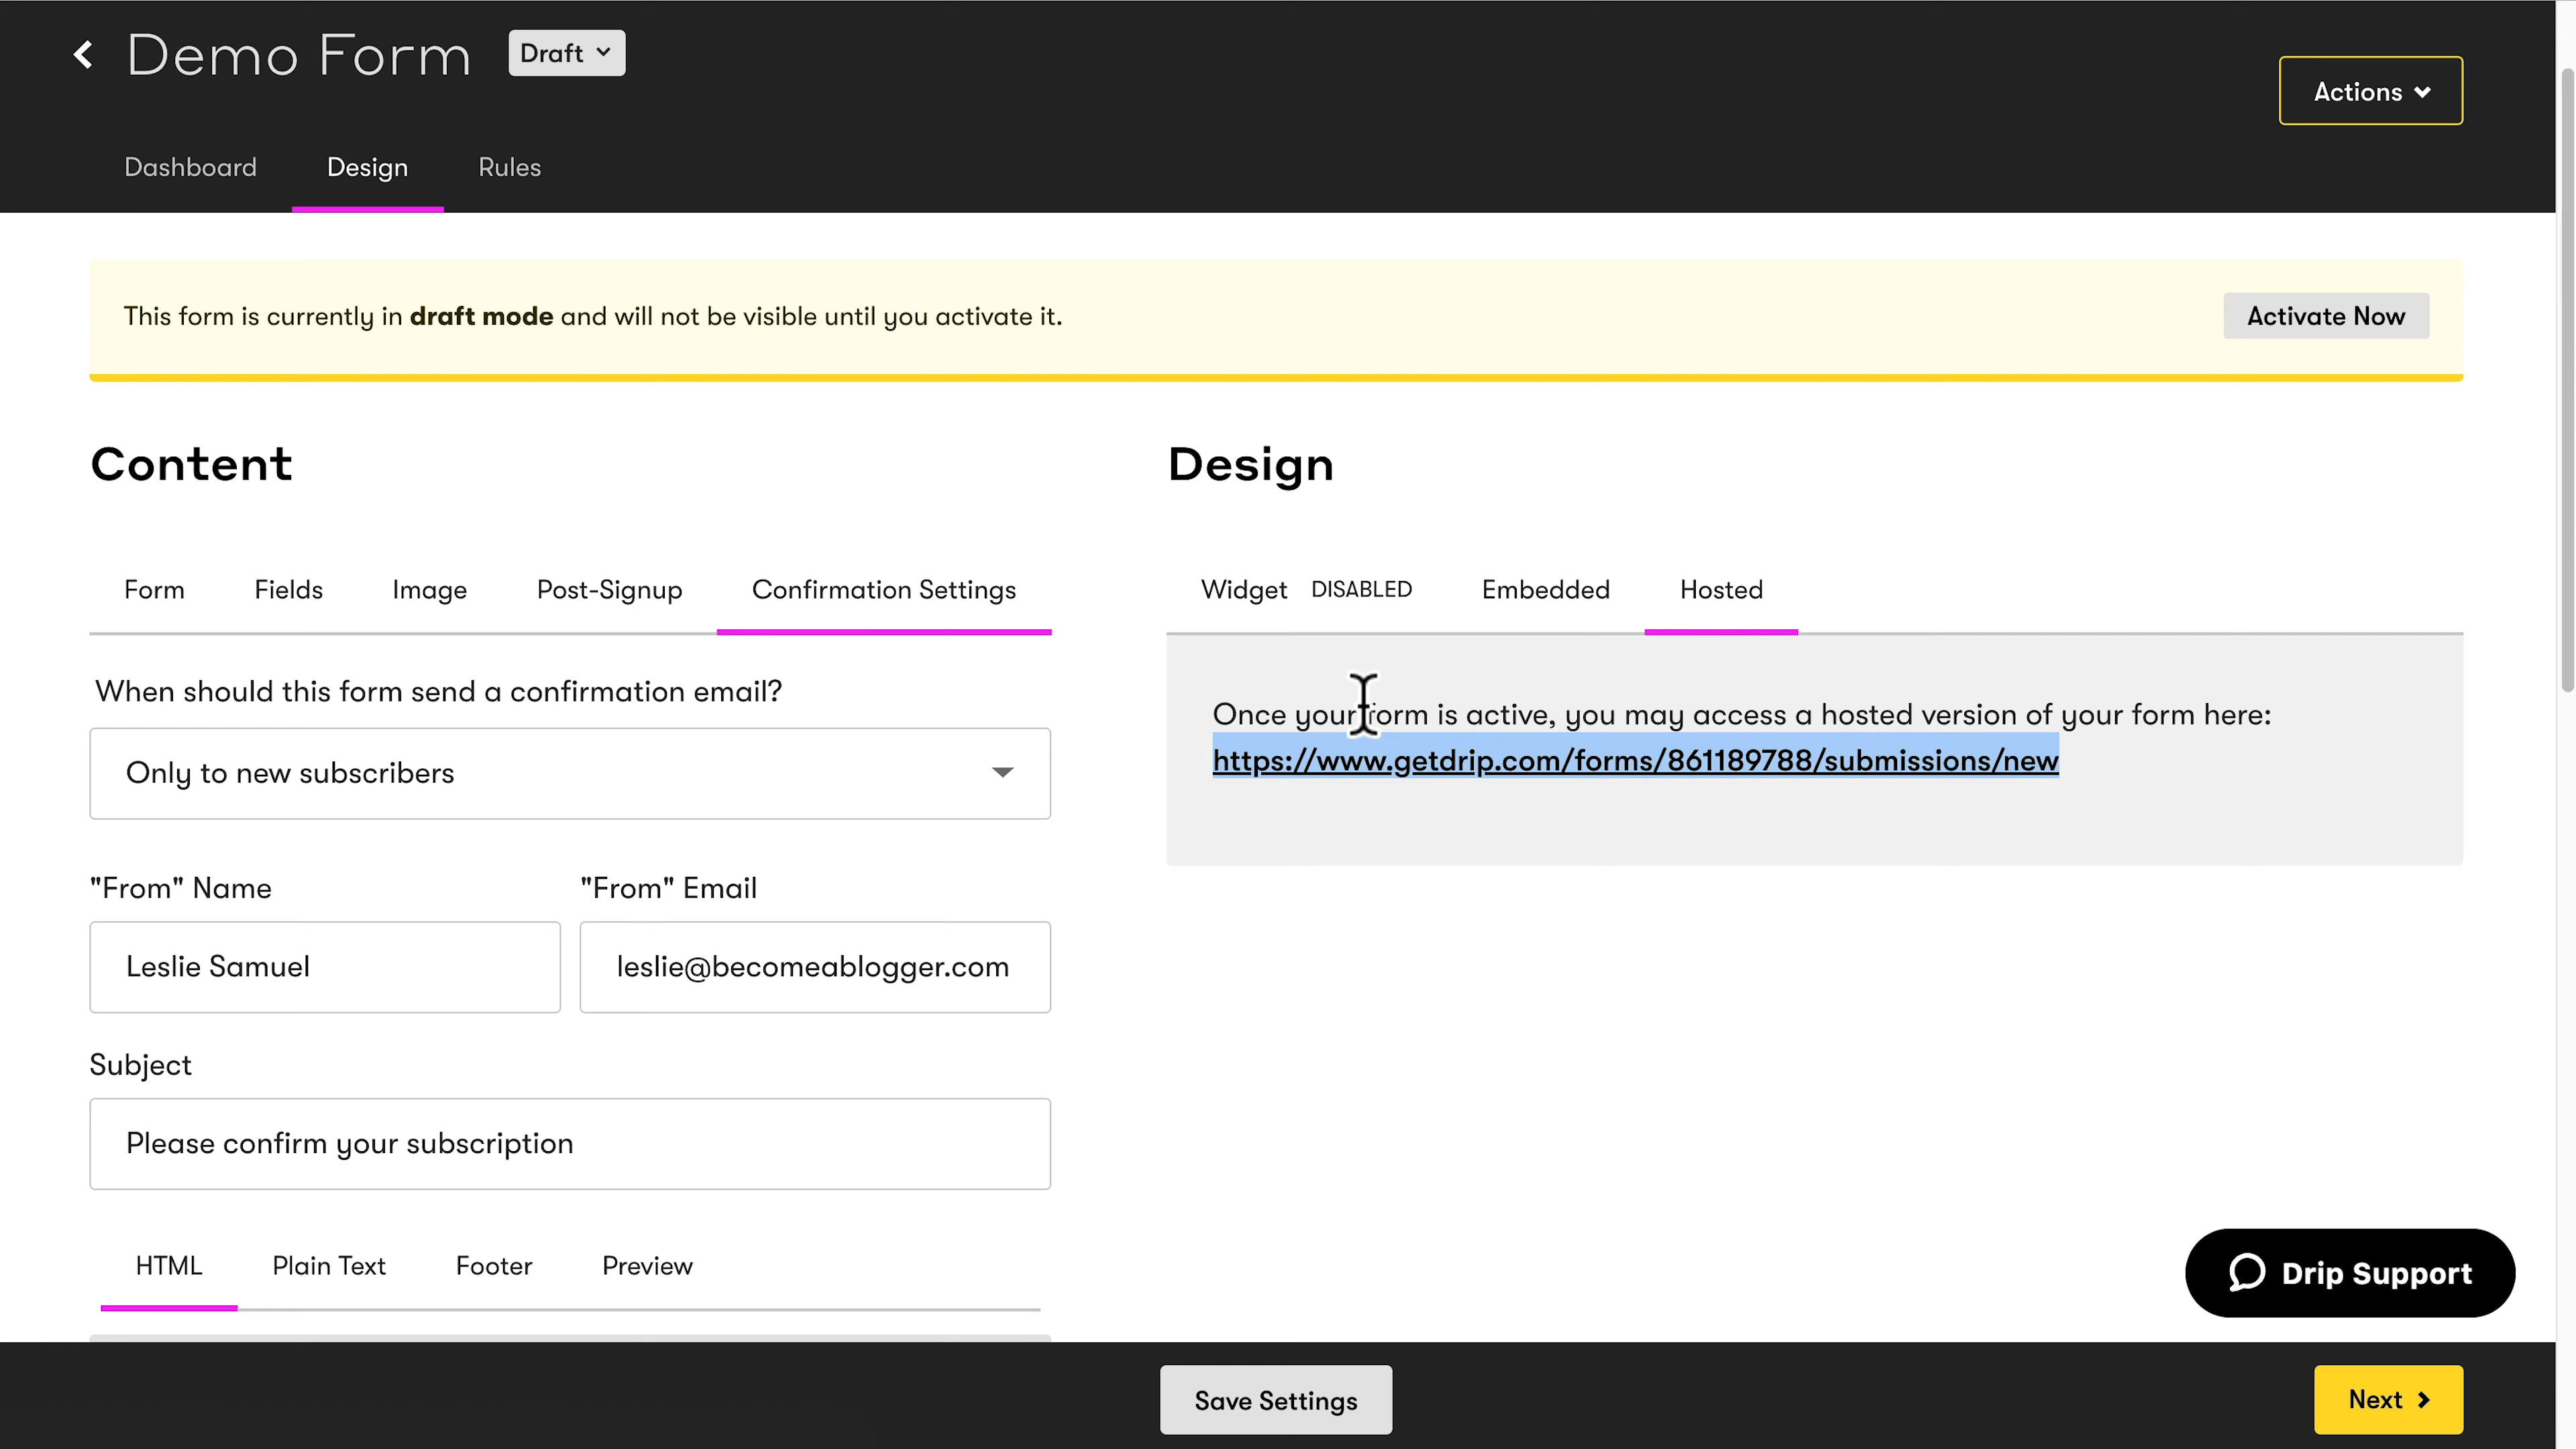 Demo Form
Draft
Actions
Dashboard
Design
Rules
This form is currently in draft mode and will not be visible until you activate it.
Activate Now
Content
Form
Fields
Image
Post-Signup
Confirmation Settings
When should this form send a confirmation email?
Only to new subscribers
"From" Name
"From" Email
Leslie Samuel
leslie@becomeablogger.com
Subject
Please confirm your subscription
HTML
Plain Text
Footer
Preview
Design
Widget DISABLED
Embedded
Hosted
Once your form is active, you may access a hosted version of your form here:
https://www.getdrip.com/forms/861189788/submissions/new
Drip Support
Save Settings
Next